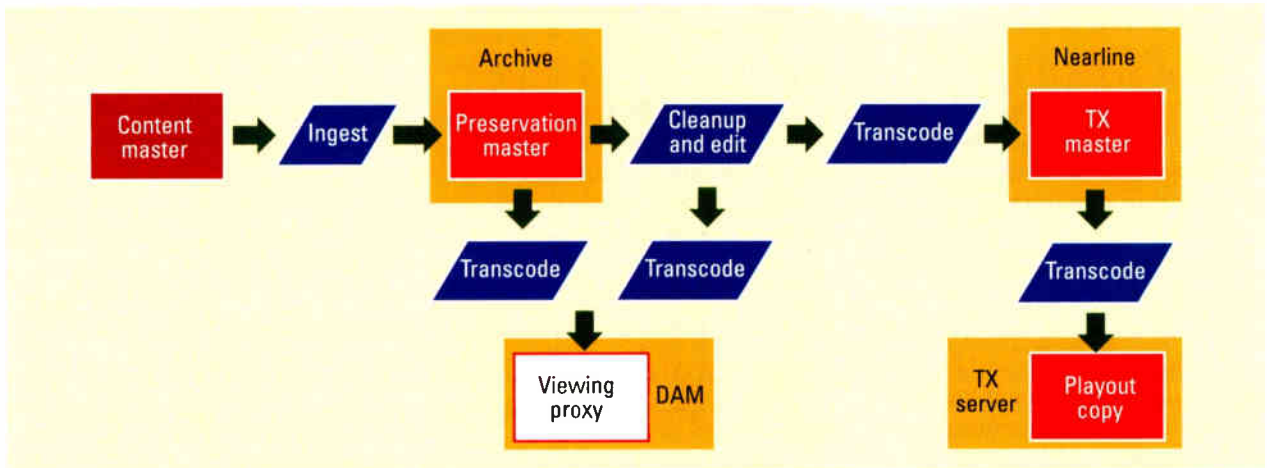 Archive
Nearline
Content
master
Ingest
Preservation
master
Cleanup
and edit
Transcode
TX
master
Transcode
Transcode
Transcode
Viewing
proxy
DAM
TX
server
Playout
copy